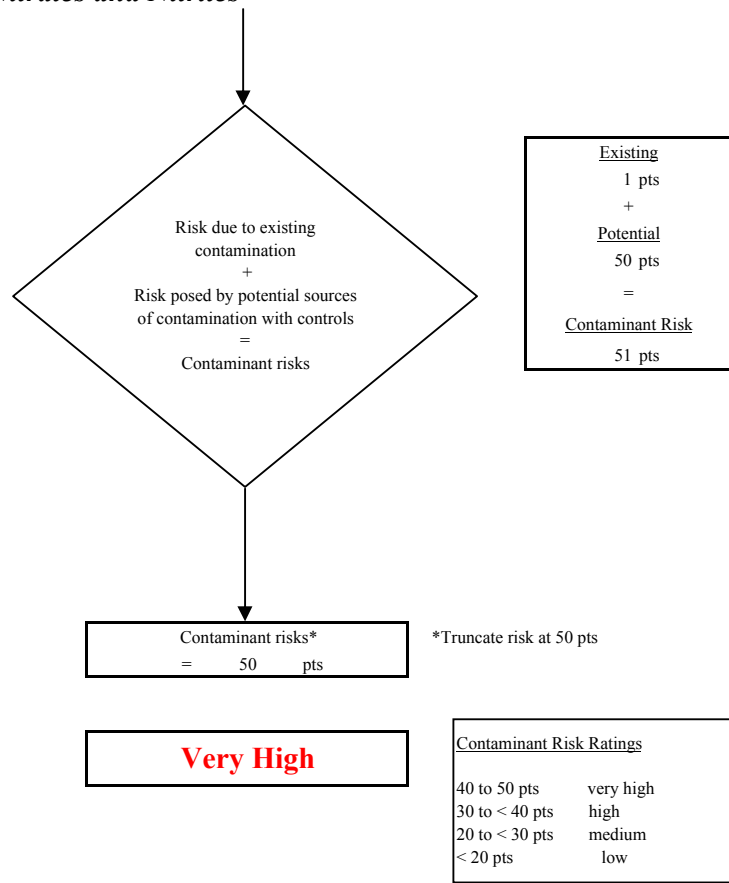 and
Risk due to existing
contamination
+
Risk posed by potential sources
of contamination with controls
=
Contaminant risks
Existing
1 pts
+
Potential
50 pts
=
Contaminant Risk
51 pts
Contaminant risks*
= 50 pts
*Truncate risk at 50 pts
Very High
Contaminant Risk Ratings
40 to 50 pts very high
30 to < 40 pts high
20 to < 30 pts medium
< 20 pts low